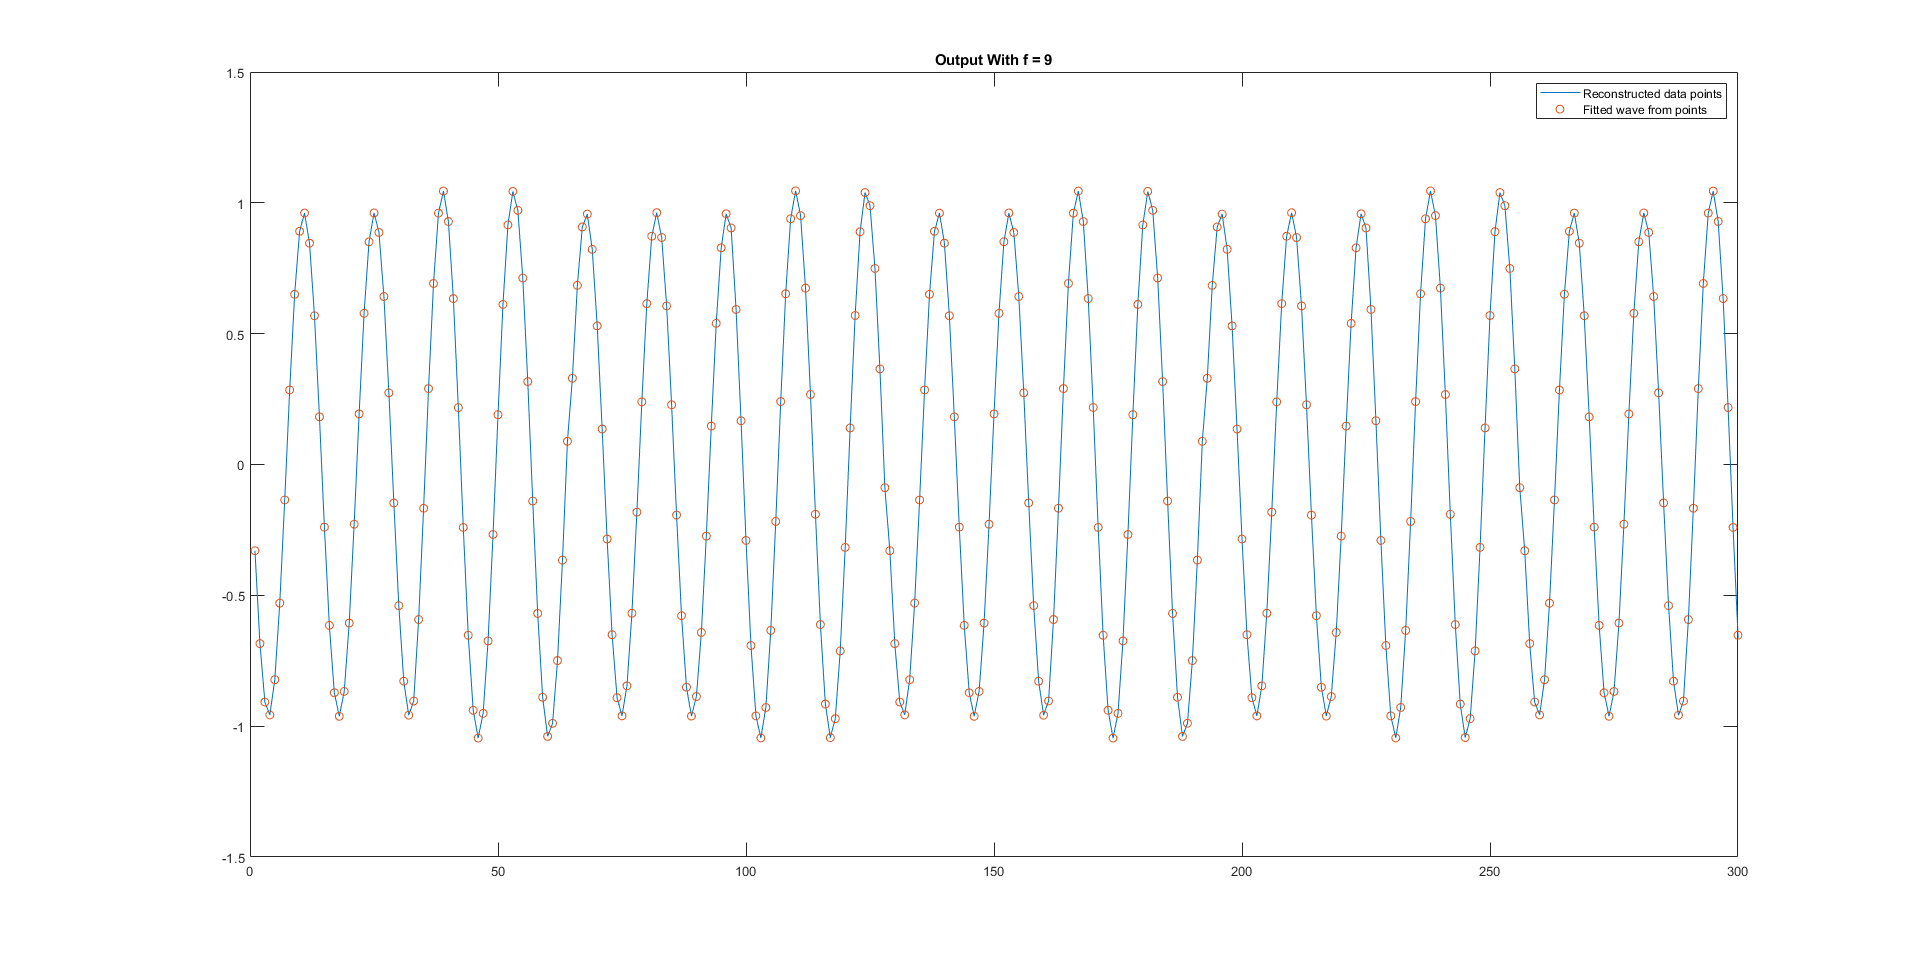 Output With f = 9
1.5
Reconstructed data points
Fitted wave from points
1
0.5
0
-0.5
-1
-1.5
0 50 100 150 200 250 300